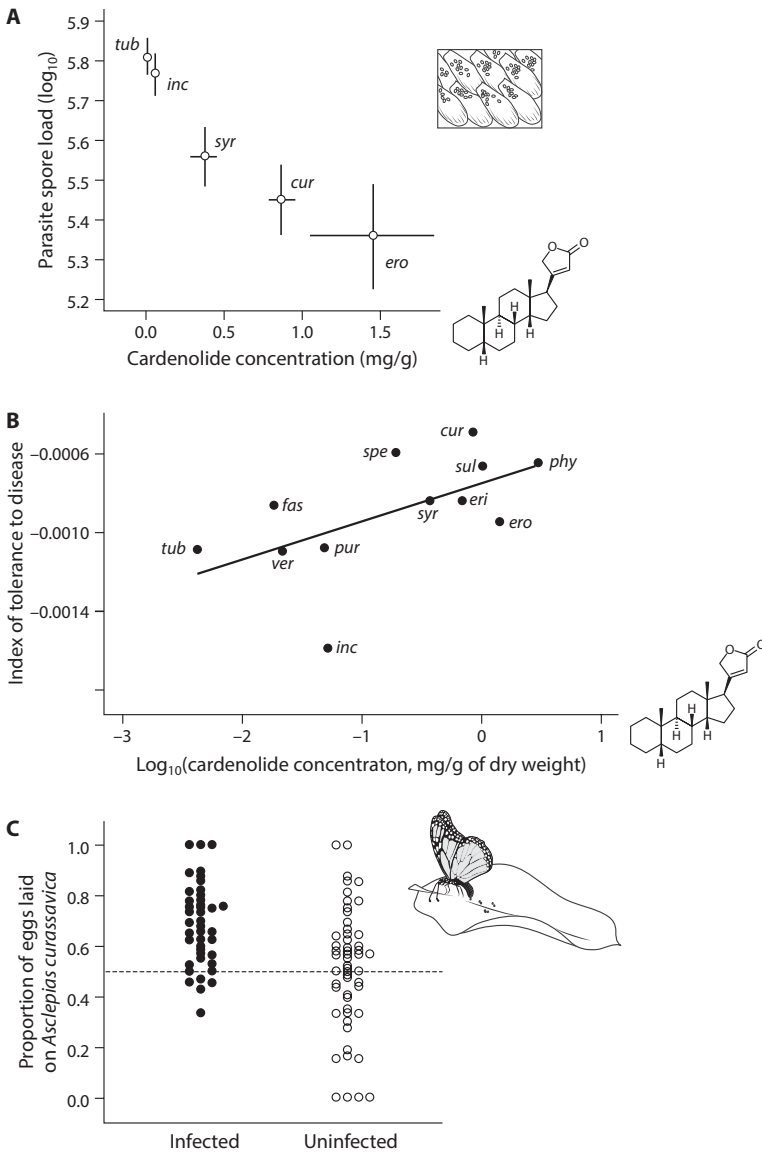 A
5.9
5.8
5.7
5.6
5.5
5.4
5.3
5.2
Parasite spore load (log10)
tub
inc
syr
cur
ero
0.0 0.5 1.0 1.5
Cardenolide concentration (mg/g)
O O
H
H H
H
B
−0.0006
−0.0010
−0.0014
Index of tolerance to disease
cur
spe
sul phy
fas
syr eri
ero
tub
ver pur
inc
−3 −2 −1 0 1
Log10(cardenolide concentraton, mg/g of dry weight)
O O
H
H H
H
C
1.0
0.8
0.6
0.4
0.2
0.0
Proportion of eggs laid
on Asclepias curassavica
Infected Uninfected